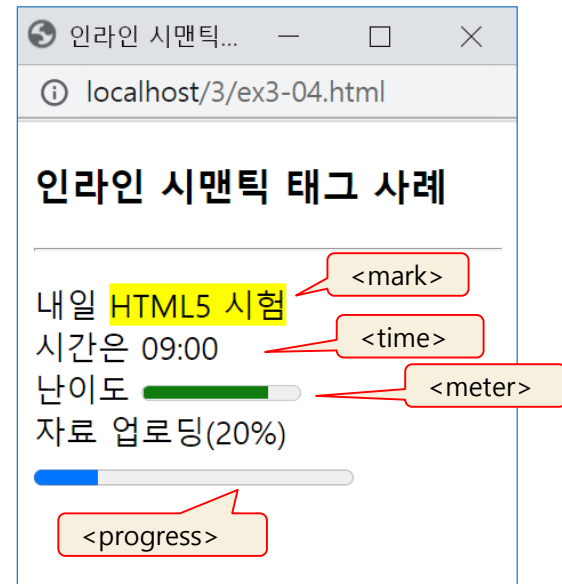 인라인 시맨틱...
localhost/3/ex3-04.html
인라인 시맨틱 태그 사례
<mark>
내일 HTML5 시험
<time>
시간은 09:00
<meter>
난이도
자료 업로딩(20%)
<progress>